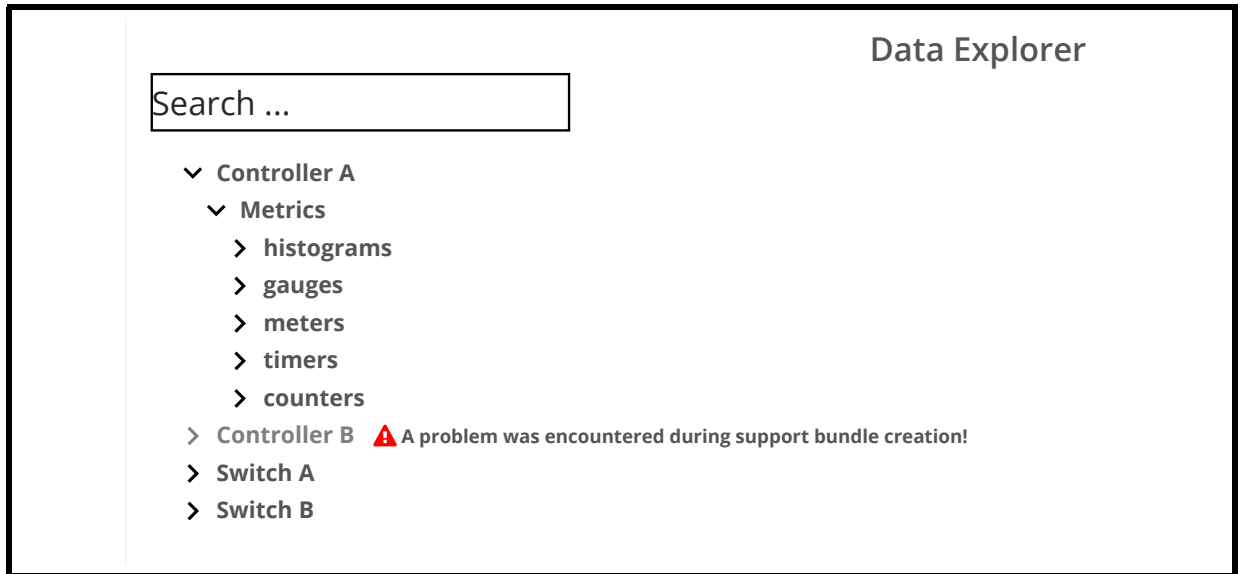 Data Explorer
Search ...
Controller A
Metrics
histograms
gauges
meters
timers
counters
Controller B A problem was encountered during support bundle creation!
Switch A
Switch B